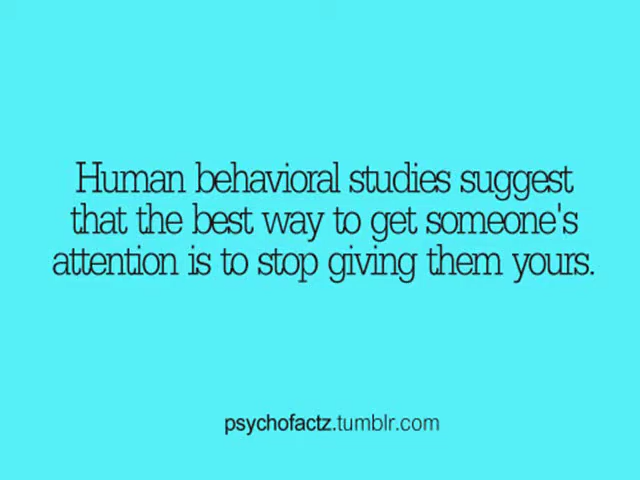 Human behavioral studies suggest
that the best way to get someone's
attention is to stop giving them yours.
psychofactz.tumblr.com